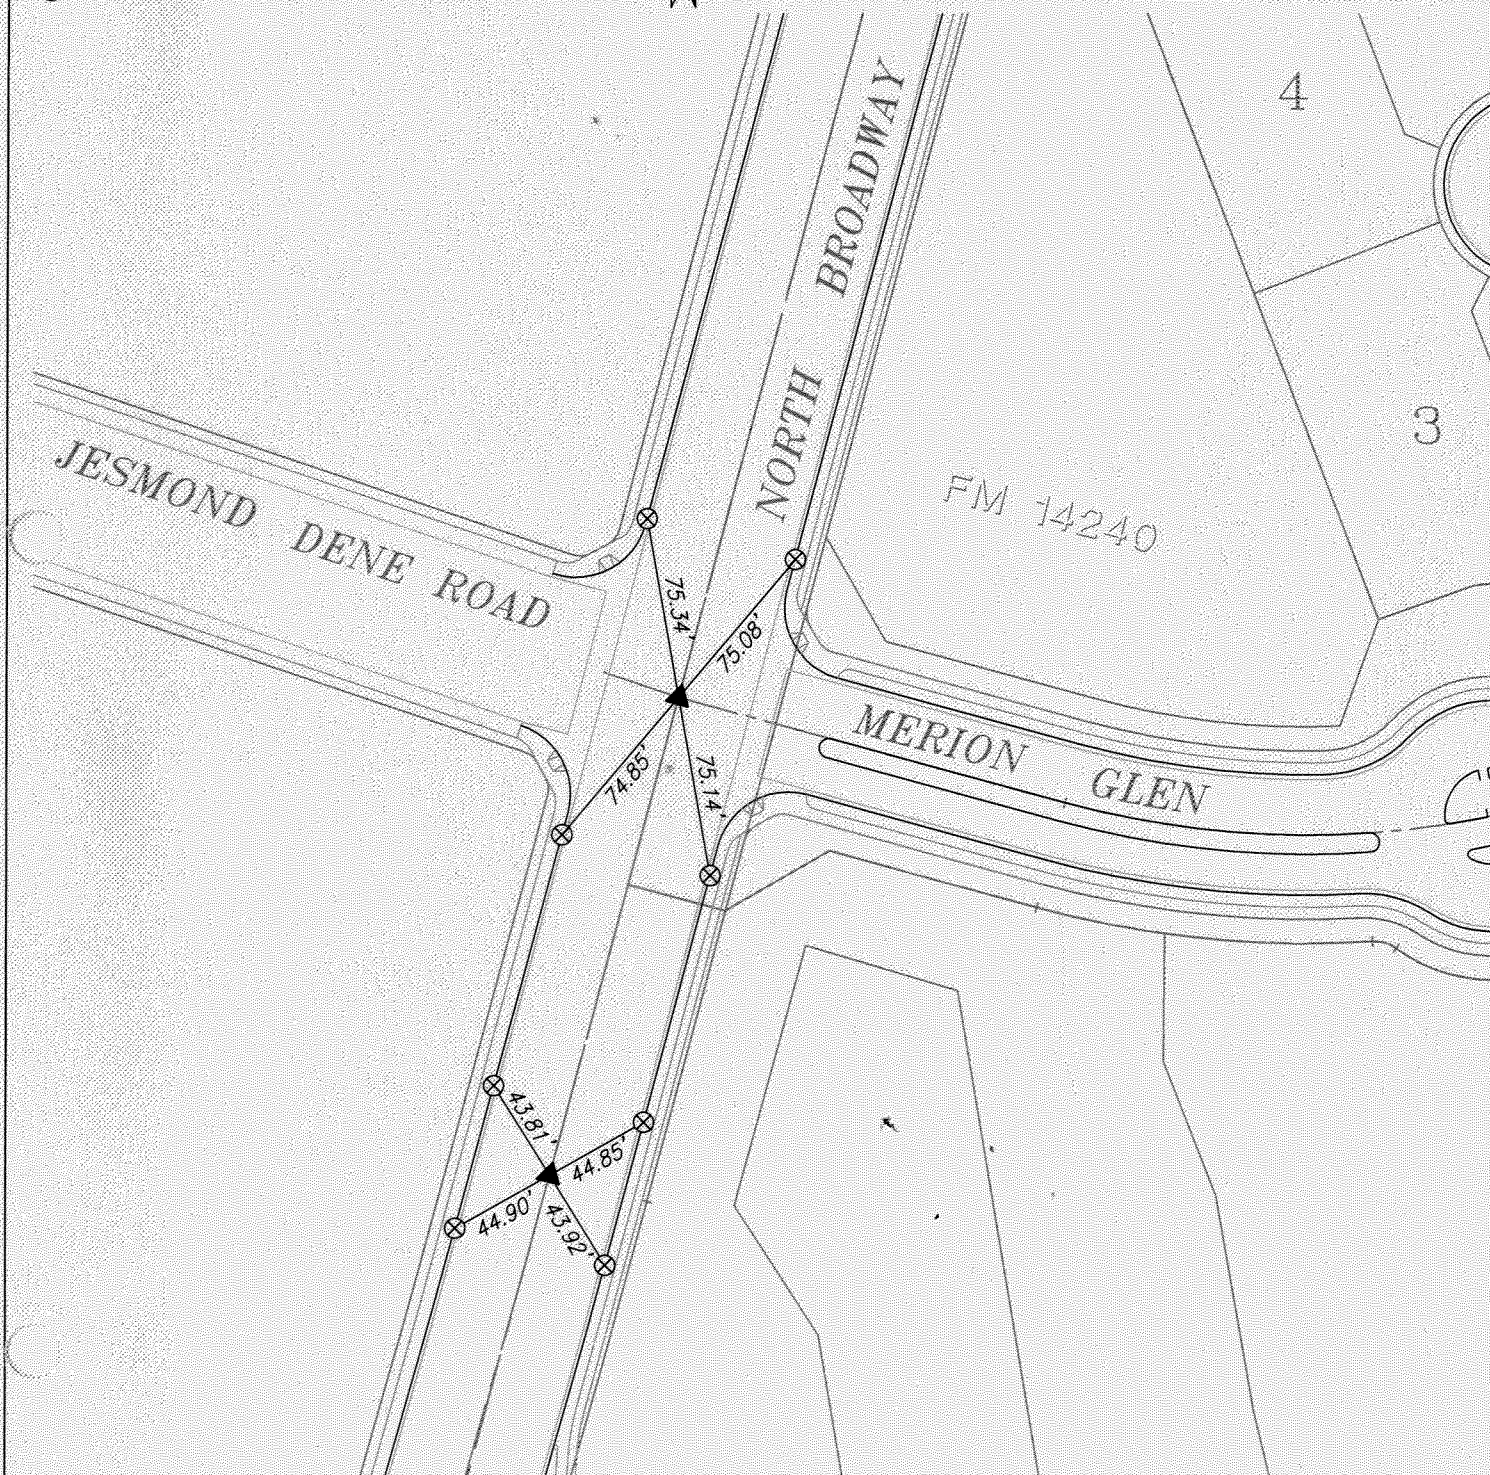 4
NORTH BROADWAY
3
JESMOND DENE ROAD
FM 14240
75.34'
75.08'
MERION GLEN
74.85'
75.14'
43.81'
44.85'
44.90'
43.92'